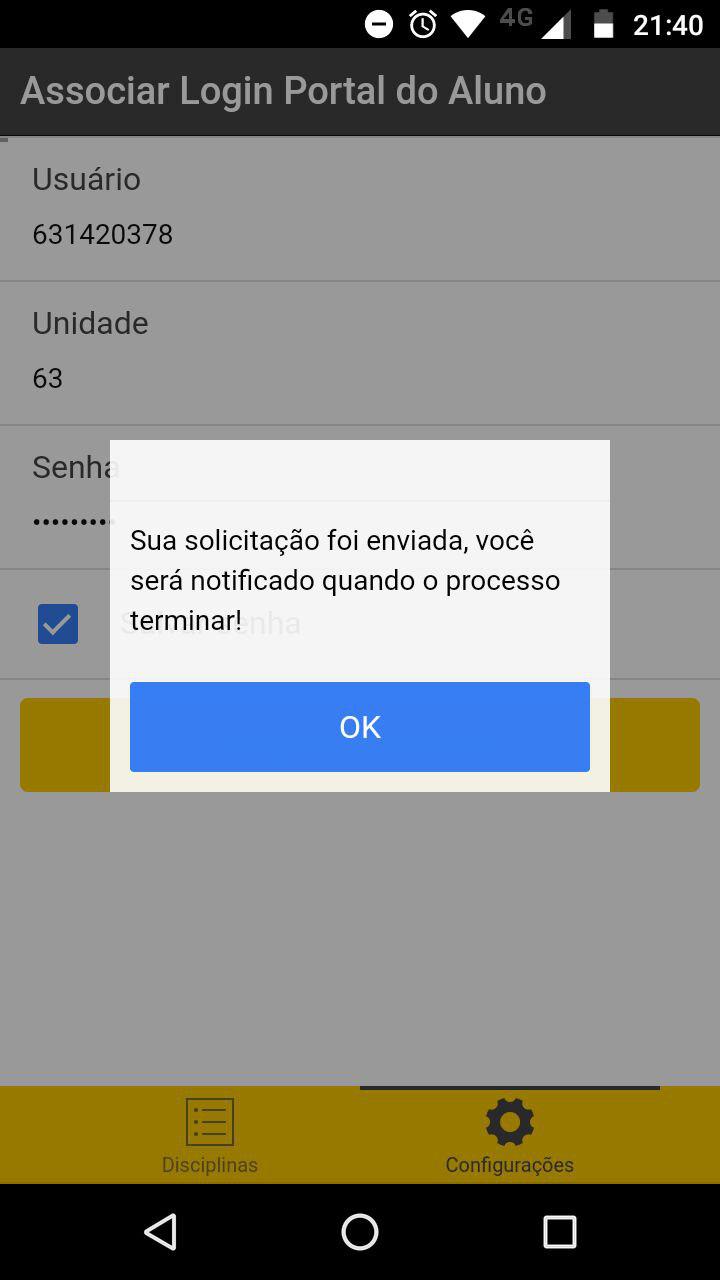 4G 21:40
Associar Login Portal do Aluno
Usuário
631420378
Unidade
63
Senha
Sua solicitação foi enviada, você
será notificado quando o processo
terminar!
Salvar Senha
OK
Disciplinas
Configurações